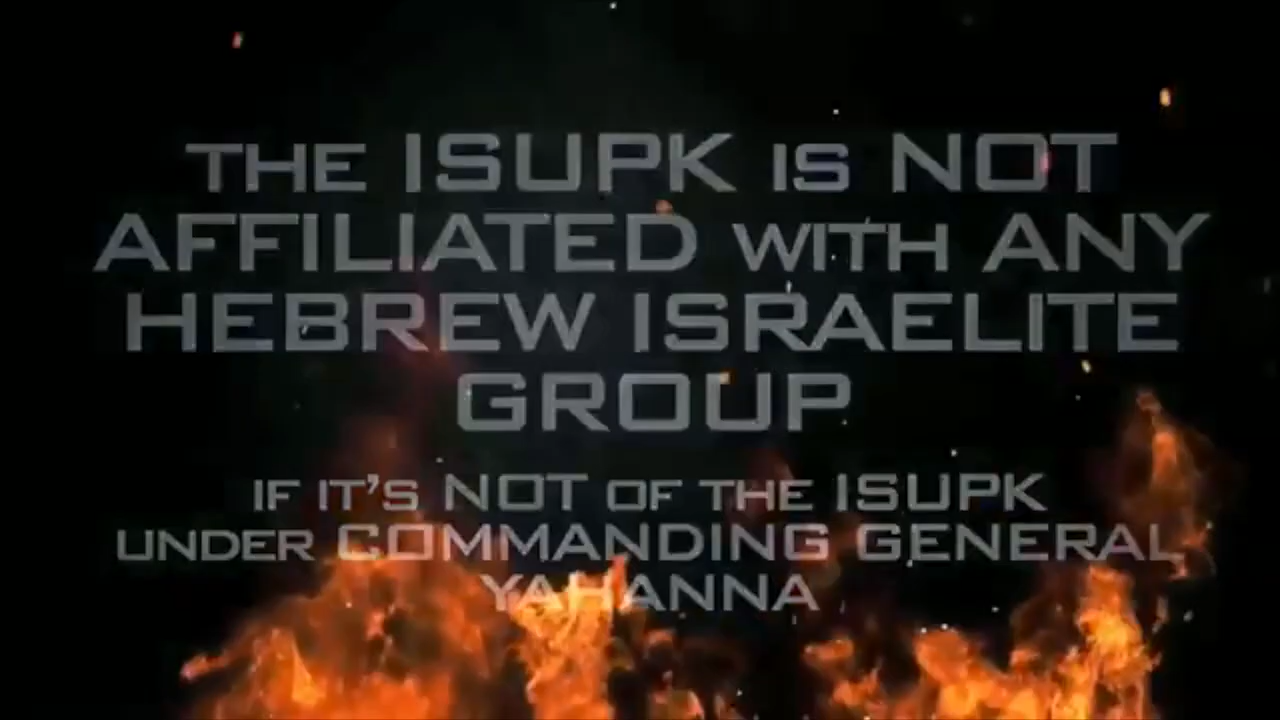 THE ISUPK IS NOT
AFFILIATED WITH ANY
HEBREW ISRAELITE
GROUP
IF IT'S NOT OF THE ISUPK
UNDER COMMANDING GENERAL
YAHANNA